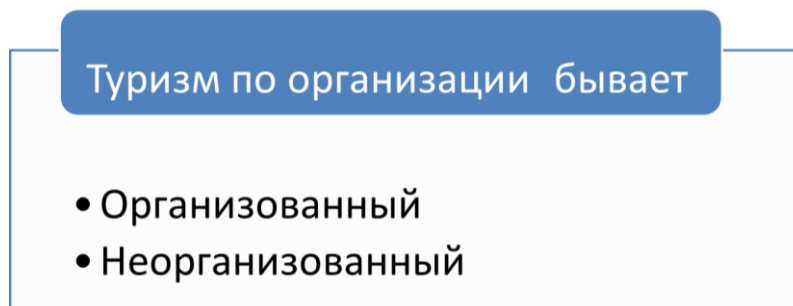 Туризм по организации  бывает
• Организованный
• Неорганизованный